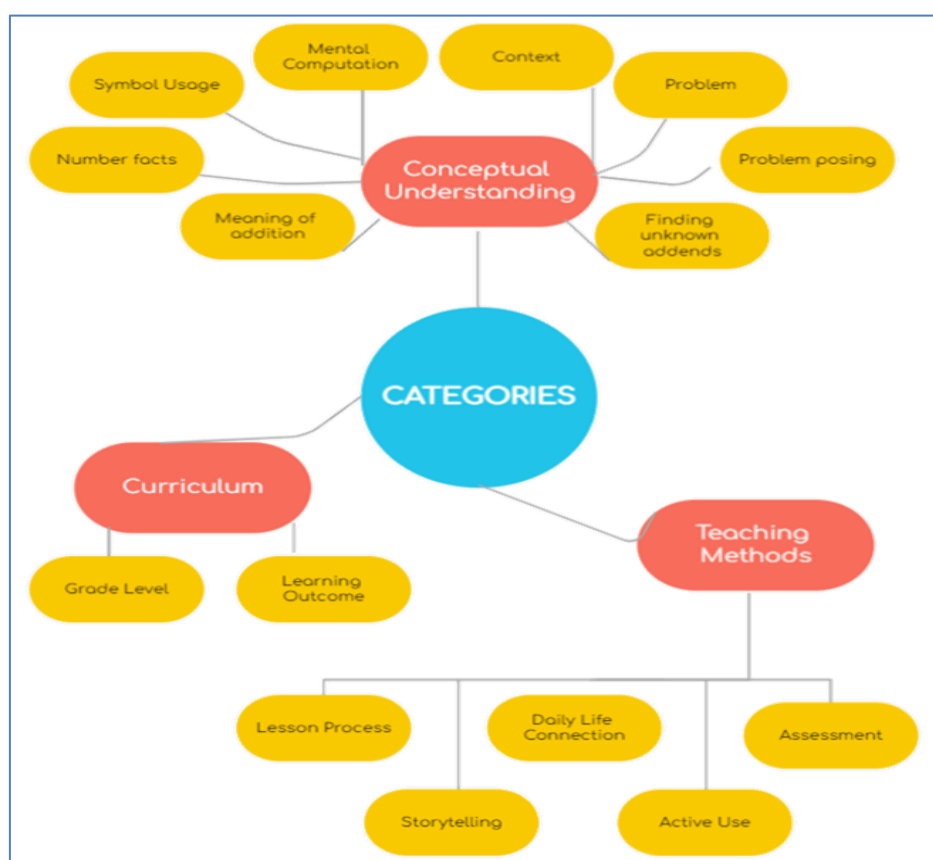 Mental
Computation
Context
Symbol Usage
Problem
Number facts
Conceptual
Understanding
Problem posing
Meaning of
addition
Finding
unknown
addends
CATEGORIES
Curriculum
Teaching
Methods
Grade Level
Learning
Outcome
Lesson Process
Daily Life
Connection
Assessment
Storytelling
Active Use